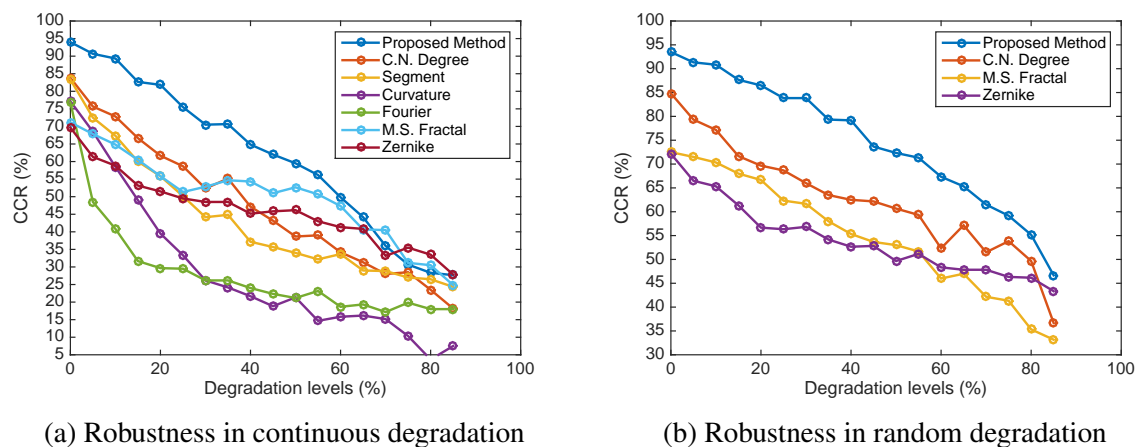 100
95
90
85
80
75
70
65
60
55
50
45
40
35
30
25
20
15
10
5
CCR (%)
0 20 40 60 80 100
Degradation levels (%)
Proposed Method
C.N. Degree
Segment
Curvature
Fourier
M.S. Fractal
Zernike
(a) Robustness in continuous degradation
100
95
90
85
80
75
70
65
60
55
50
45
40
35
30
CCR (%)
0 20 40 60 80 100
Degradation levels (%)
Proposed Method
C.N. Degree
M.S. Fractal
Zernike
(b) Robustness in random degradation